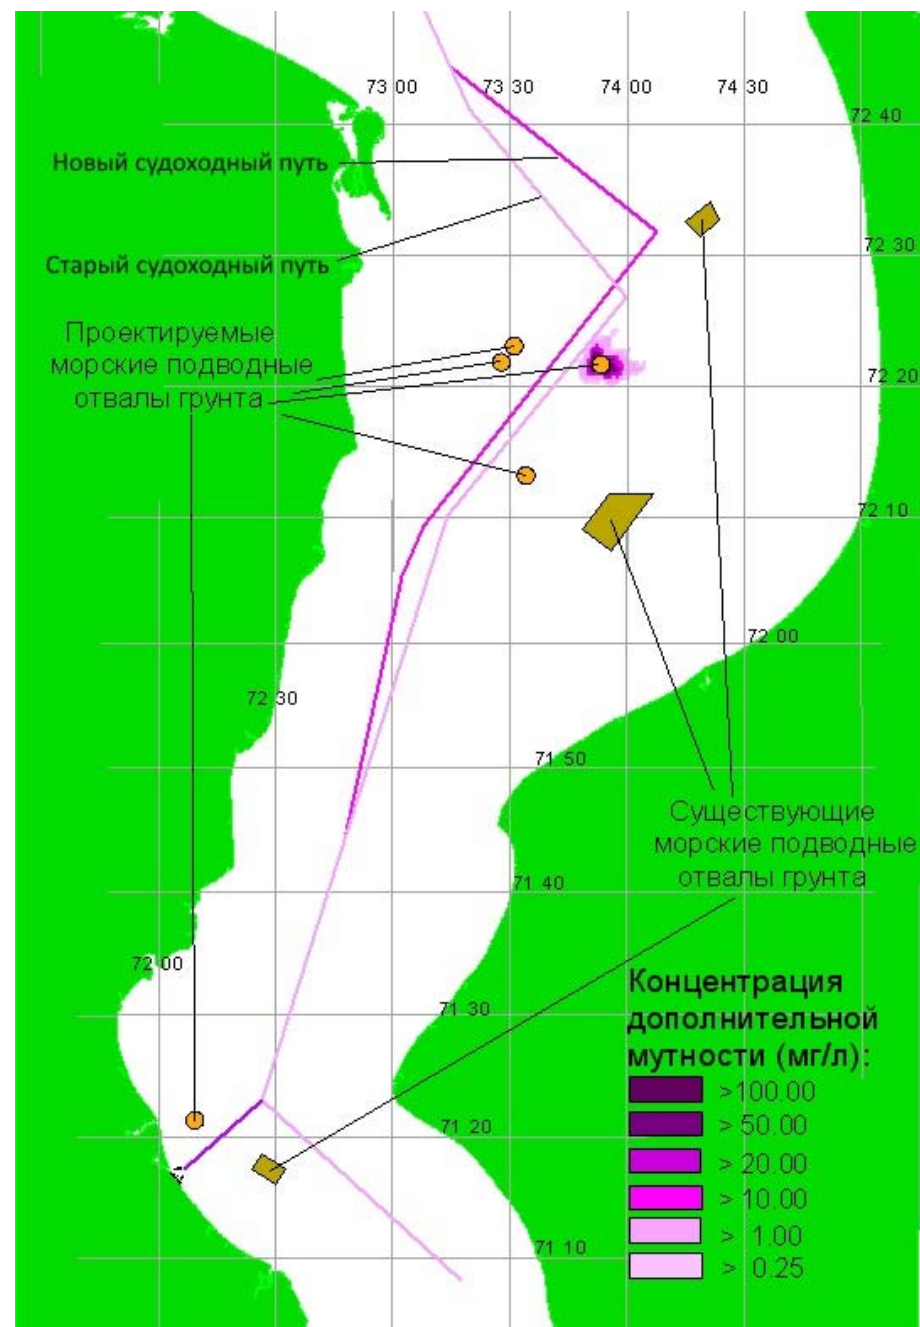 73 00
73 30
74 00
74 30
72 40
Новый судоходный путь
72 30
Старый судоходный путь
Проектируемые
морские подводные
отвалы грунта
72 20
72 10
72 00
72 30
71 50
Существующие
морские подводные
отвалы грунта
71 40
72 00
Концентрация
дополнительной
мутности (мг/л):
71 30
>100.00
> 50.00
71 20
> 20.00
> 10.00
> 1.00
71 10
> 0.25